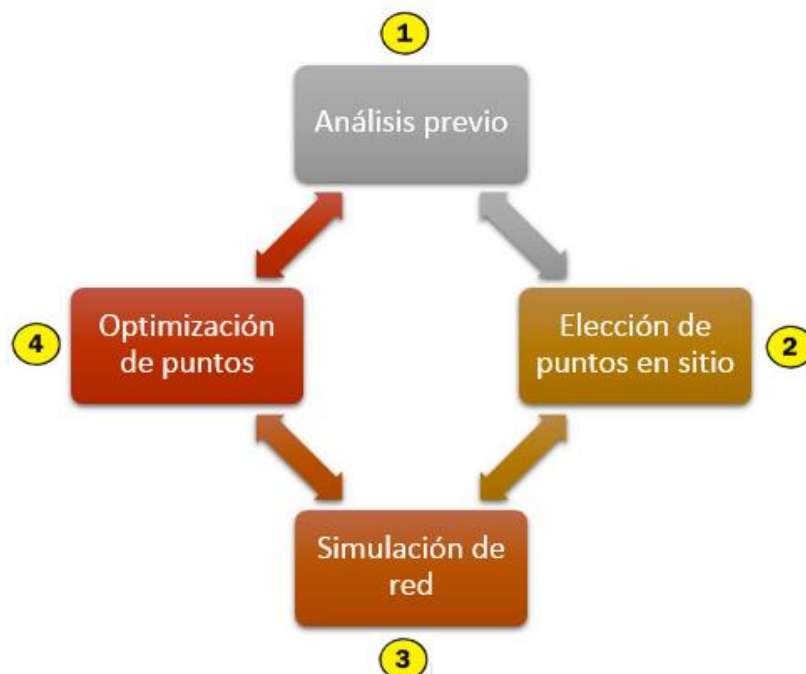 1
Análisis previo
Optimización
de puntos
4
Elección de
puntos en sitio
2
Simulación de
red
3